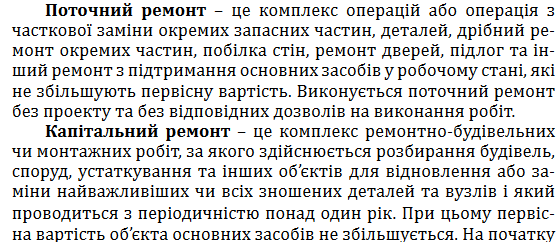 Поточний ремонт – це комплекс операцій або операція з
часткової заміни окремих запасних частин, деталей, дрібний ре-
монт окремих частин, побілка стін, ремонт дверей, підлог та ін-
ший ремонт з підтримання основних засобів у робочому стані, які
не збільшують первісну вартість. Виконується поточний ремонт
без проекту та без відповідних дозволів на виконання робіт.
Капітальний ремонт – це комплекс ремонтно-будівельних
чи монтажних робіт, за якого здійснюється розбирання будівель,
споруд, устаткування та інших об’єктів для відновлення або за-
міни найважливіших чи всіх зношених деталей та вузлів і який
проводиться з періодичністю понад один рік. При цьому первіс-
на вартість об’єкта основних засобів не збільшується. На початку